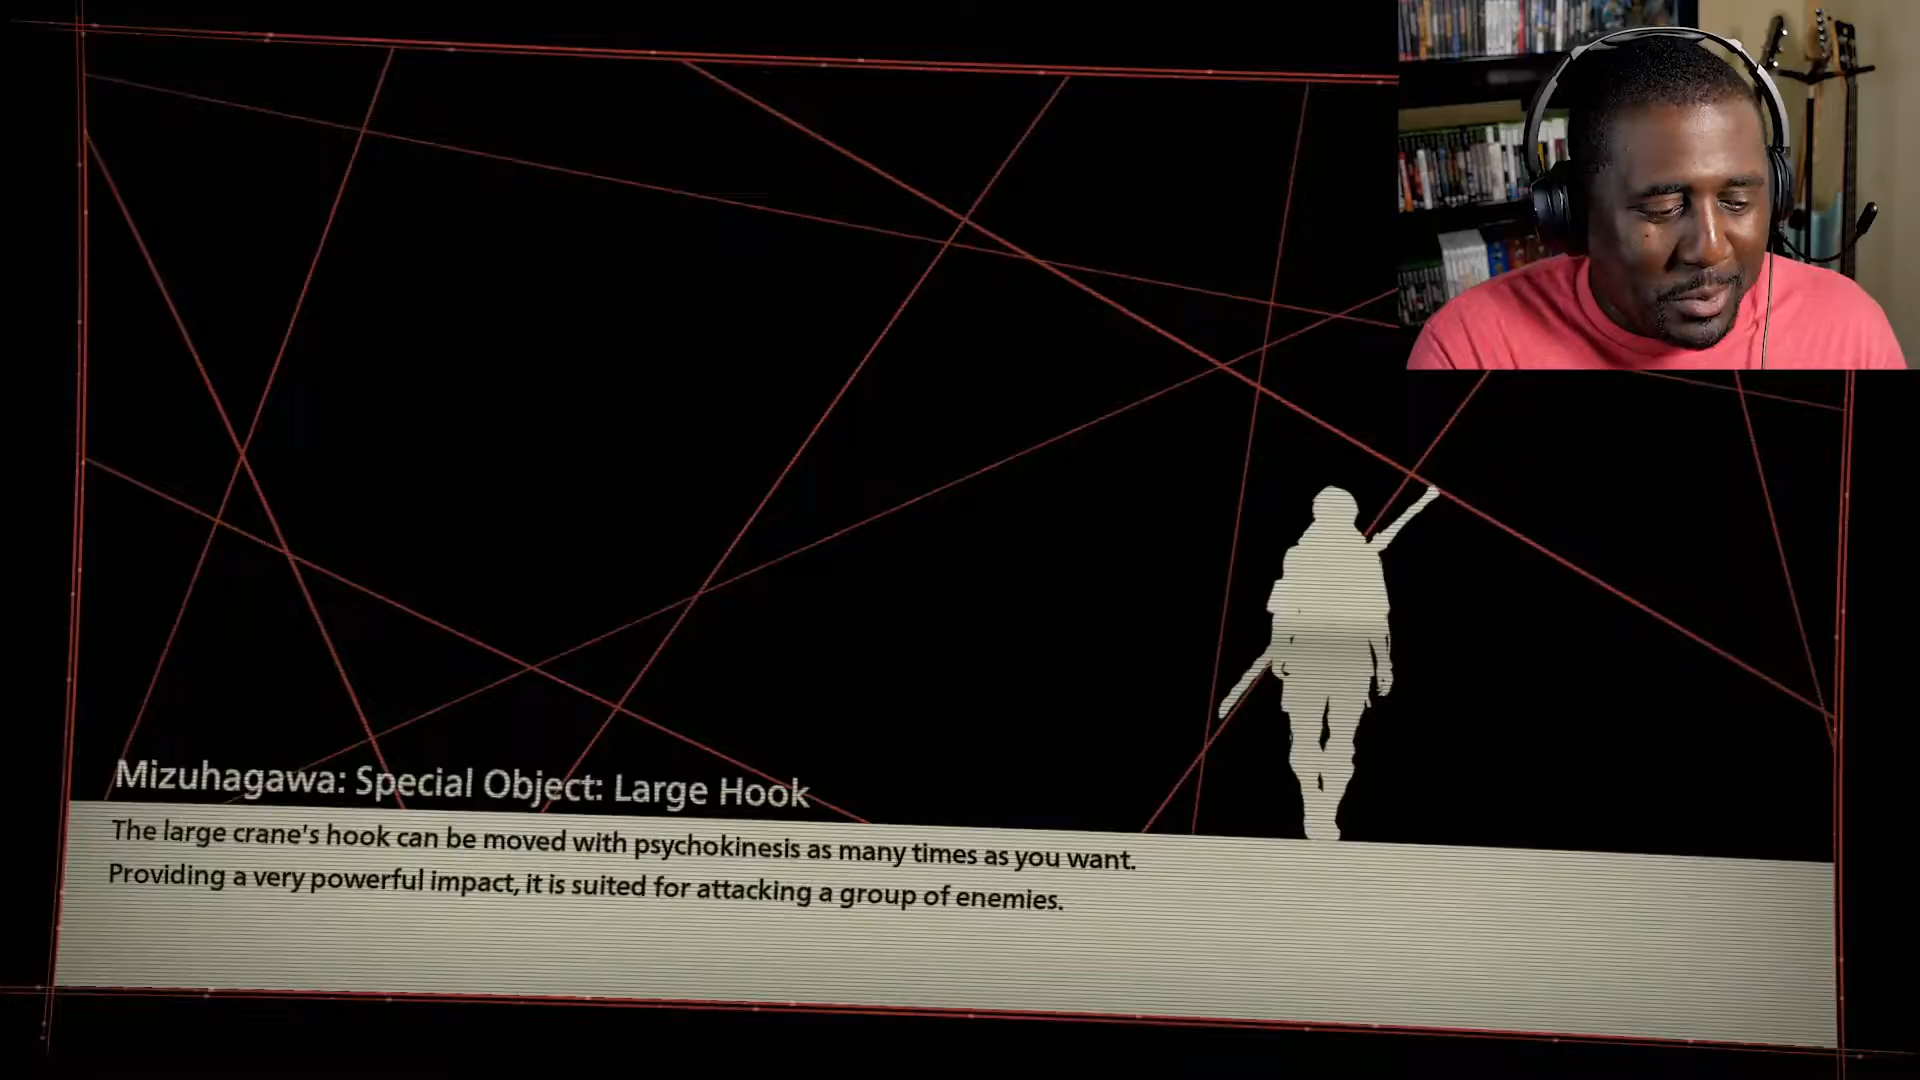 Mizuhagawa: Special Object: Large Hook
The large crane's hook can be moved with psychokinesis as many times as you want.
Providing a very powerful impact, it is suited for attacking a group of enemies.